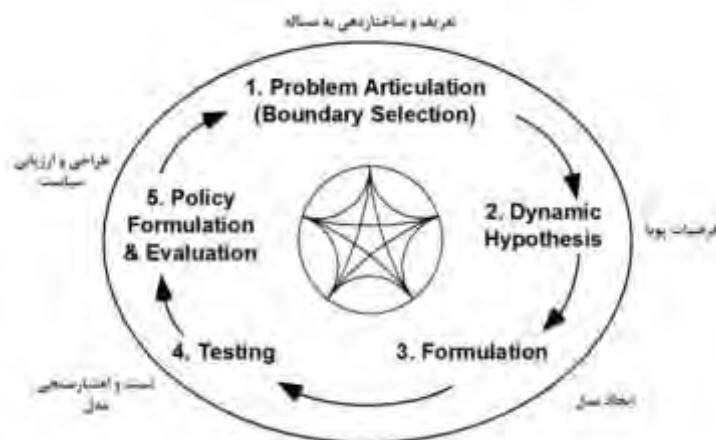 تعریف و ساختاردهی به مساله
1. Problem Articulation
(Boundary Selection)
طراحی و ارزیابی
سیاست
5. Policy
Formulation
& Evaluation
2. Dynamic
Hypothesis
فرضیات پویا
4. Testing
3. Formulation
تست و اعتبارسنجی
مدل
ایجاد مدل